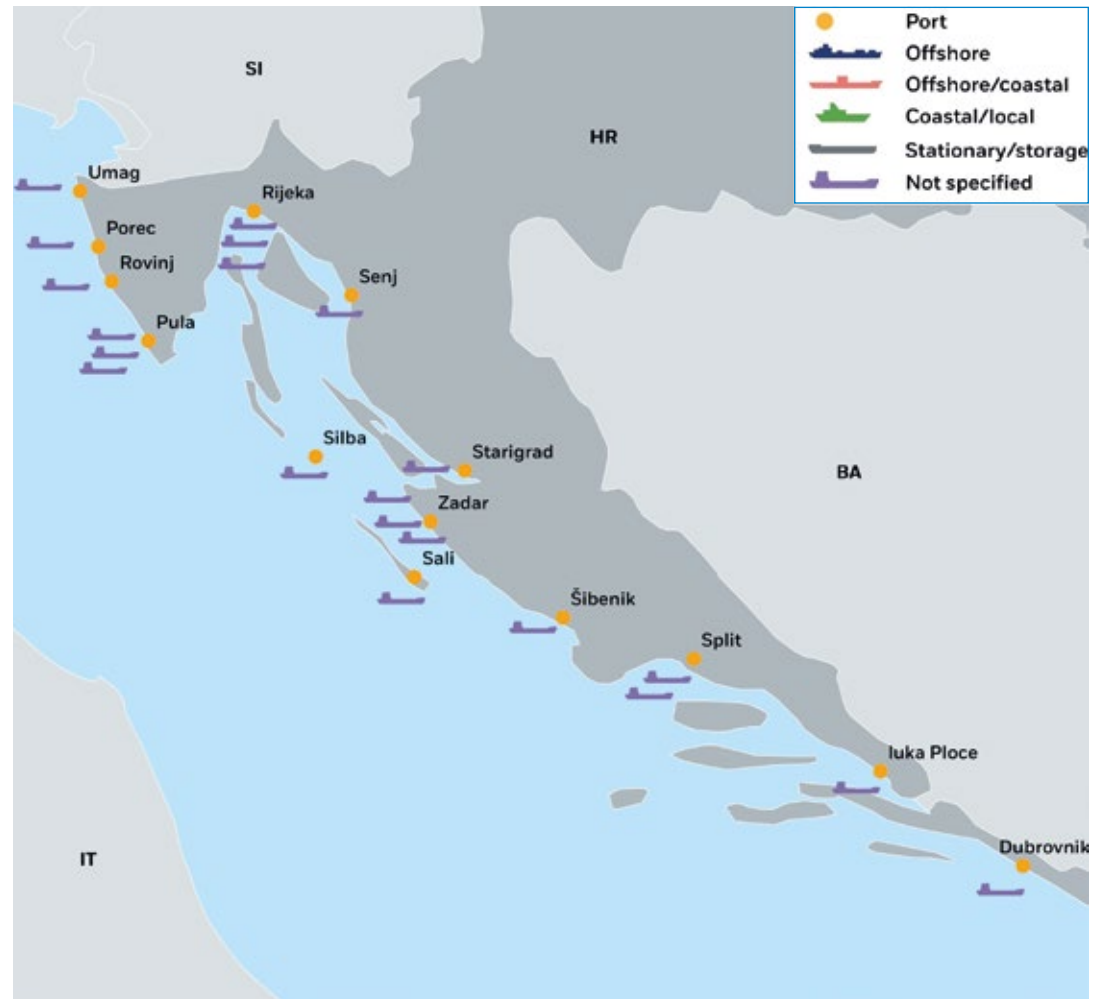 Port
Offshore
Offshore/coastal
Coastal/local
Stationary/storage
Not specified
SI
HR
Umag
Rijeka
Porec
Rovinj
Senj
Pula
Silba
Starigrad
BA
Zadar
Sali
Šibenik
Split
luka Ploce
Dubrovnik
IT